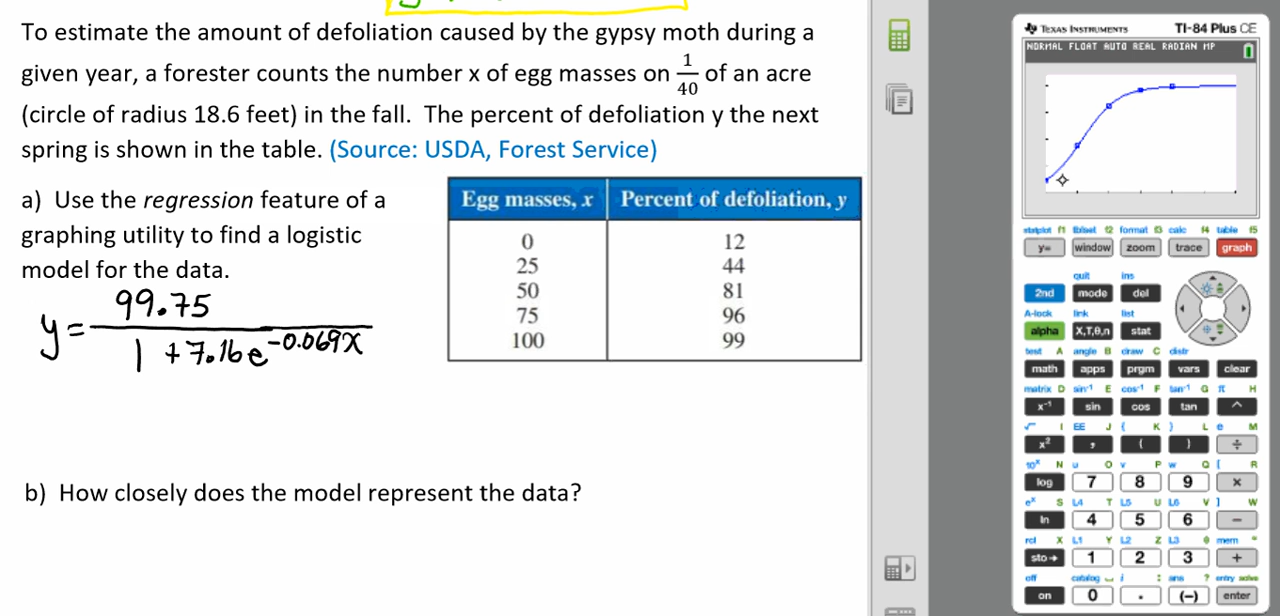 To estimate the amount of defoliation caused by the gypsy moth during a
given year, a forester counts the number x of egg masses on 1/40 of an acre
(circle of radius 18.6 feet) in the fall. The percent of defoliation y the next
spring is shown in the table. (Source: USDA, Forest Service)
a) Use the regression feature of a
graphing utility to find a logistic
model for the data.
y = 99.75 / (1 + 7.16e^(-0.069x))
Egg masses, x Percent of defoliation, y
0 12
25 44
50 81
75 96
100 99
b) How closely does the model represent the data?
TEXAS INSTRUMENTS TI-84 Plus CE
NORMAL FLOAT AUTO REAL RADIAN MP
statplot f1 tblset f2 format f3 calc f4 table f5
y= window zoom trace graph
quit ins
2nd mode del
A-lock link list
alpha X,T,θ,n stat
test A angle B draw C distr
math apps prgm vars clear
matrix D sin⁻¹ E cos⁻¹ F tan⁻¹ G π H
x⁻¹ sin cos tan ^
√ I EE J { K } L e M
x² , ( ) ÷
10ˣ N u O v P w Q [ R
log 7 8 9 ×
eˣ S L4 T L5 U L6 V ] W
ln 4 5 6 −
rcl X L1 Y L2 Z L3 θ mem "
sto→ 1 2 3 +
off catalog i : ans ? entry solve
on 0 . (−) enter